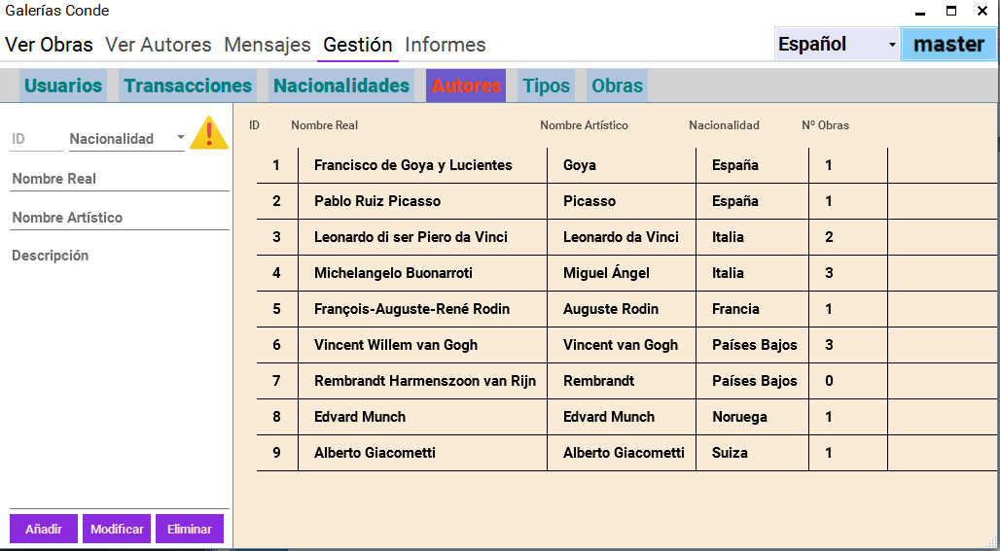 Galerías Conde
Ver Obras Ver Autores Mensajes Gestión Informes Español master
Usuarios Transacciones Nacionalidades Autores Tipos Obras
ID Nacionalidad
Nombre Real
Nombre Artístico
Descripción
Añadir Modificar Eliminar
ID Nombre Real Nombre Artístico Nacionalidad Nº Obras
1 Francisco de Goya y Lucientes Goya España 1
2 Pablo Ruiz Picasso Picasso España 1
3 Leonardo di ser Piero da Vinci Leonardo da Vinci Italia 2
4 Michelangelo Buonarroti Miguel Ángel Italia 3
5 François-Auguste-René Rodin Auguste Rodin Francia 1
6 Vincent Willem van Gogh Vincent van Gogh Países Bajos 3
7 Rembrandt Harmenszoon van Rijn Rembrandt Países Bajos 0
8 Edvard Munch Edvard Munch Noruega 1
9 Alberto Giacometti Alberto Giacometti Suiza 1